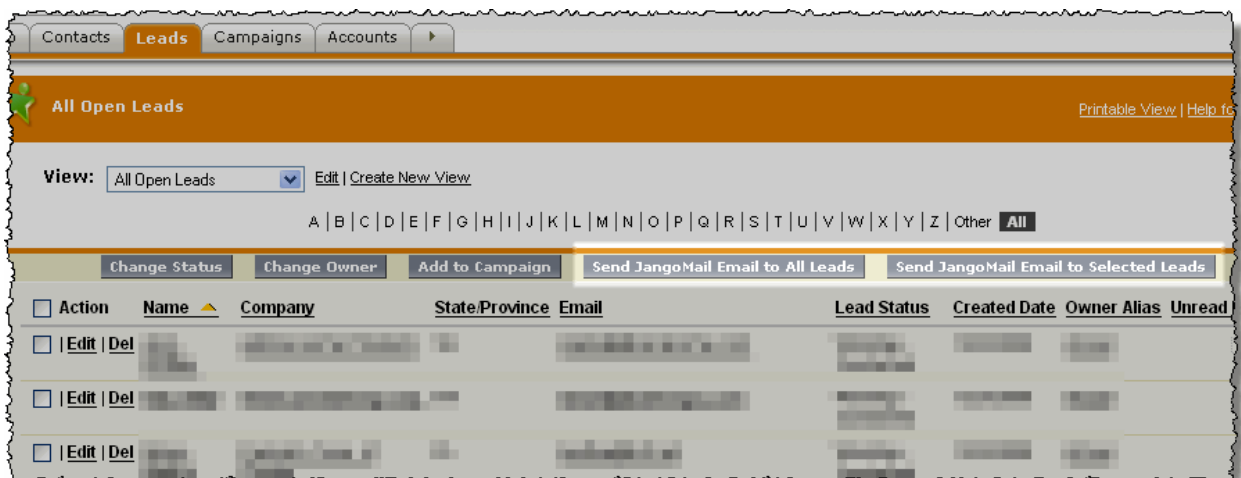 Contacts Leads Campaigns Accounts
All Open Leads
Printable View | Help fo
View: All Open Leads Edit | Create New View
A | B | C | D | E | F | G | H | I | J | K | L | M | N | O | P | Q | R | S | T | U | V | W | X | Y | Z | Other All
Change Status Change Owner Add to Campaign Send JangoMail Email to All Leads Send JangoMail Email to Selected Leads
Action Name Company State/Province Email Lead Status Created Date Owner Alias Unread
| Edit | Del
| Edit | Del
| Edit | Del